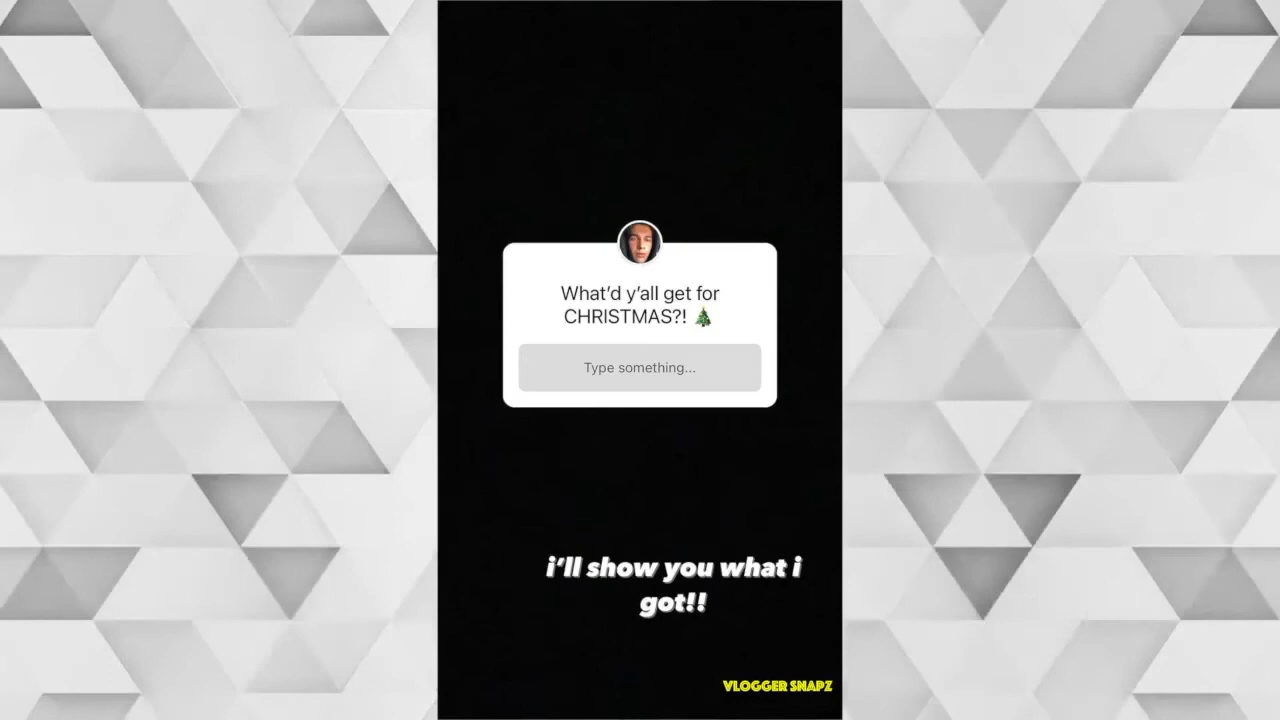 What'd y'all get for
CHRISTMAS?! 🎄
Type something...
i'll show you what i
got!!
VLOGGER SNAPZ